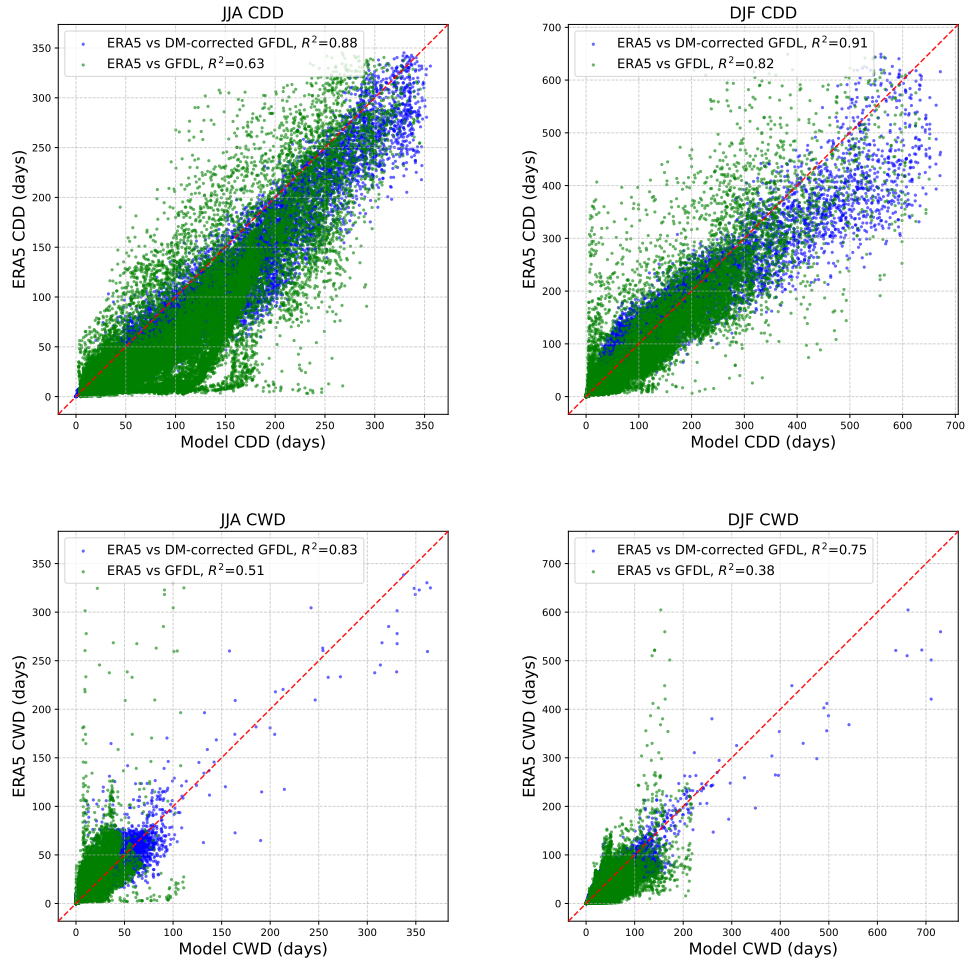 JJA CDD
ERA5 vs DM-corrected GFDL, R²=0.88
ERA5 vs GFDL, R²=0.63
ERA5 CDD (days)
350
300
250
200
150
100
50
0
0 50 100 150 200 250 300 350
Model CDD (days)
DJF CDD
ERA5 vs DM-corrected GFDL, R²=0.91
ERA5 vs GFDL, R²=0.82
ERA5 CDD (days)
700
600
500
400
300
200
100
0
0 100 200 300 400 500 600 700
Model CDD (days)
JJA CWD
ERA5 vs DM-corrected GFDL, R²=0.83
ERA5 vs GFDL, R²=0.51
ERA5 CWD (days)
350
300
250
200
150
100
50
0
0 50 100 150 200 250 300 350
Model CWD (days)
DJF CWD
ERA5 vs DM-corrected GFDL, R²=0.75
ERA5 vs GFDL, R²=0.38
ERA5 CWD (days)
700
600
500
400
300
200
100
0
0 100 200 300 400 500 600 700
Model CWD (days)